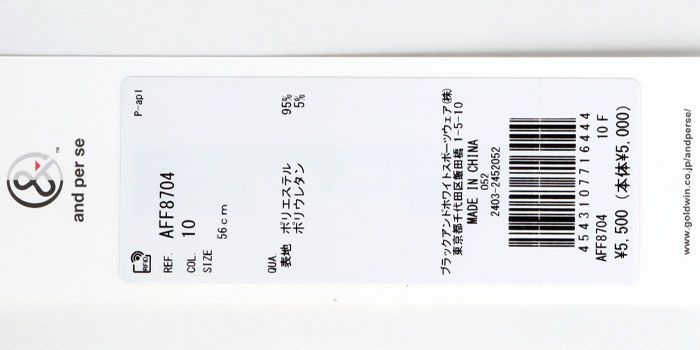 &
and per se
™
P-apl
RFID
REF. AFF8704
COL. 10
SIZE
56cm
QUA.
表地 ポリエステル 95%
ポリウレタン 5%
ブラックアンドホワイトスポーツウェア(株)
東京都千代田区飯田橋 1-5-10
MADE IN CHINA
052
2403-2452052
4543107716444
AFF8704 10 F
¥5,500 (本体¥5,000)
www.goldwin.co.jp/andperse/